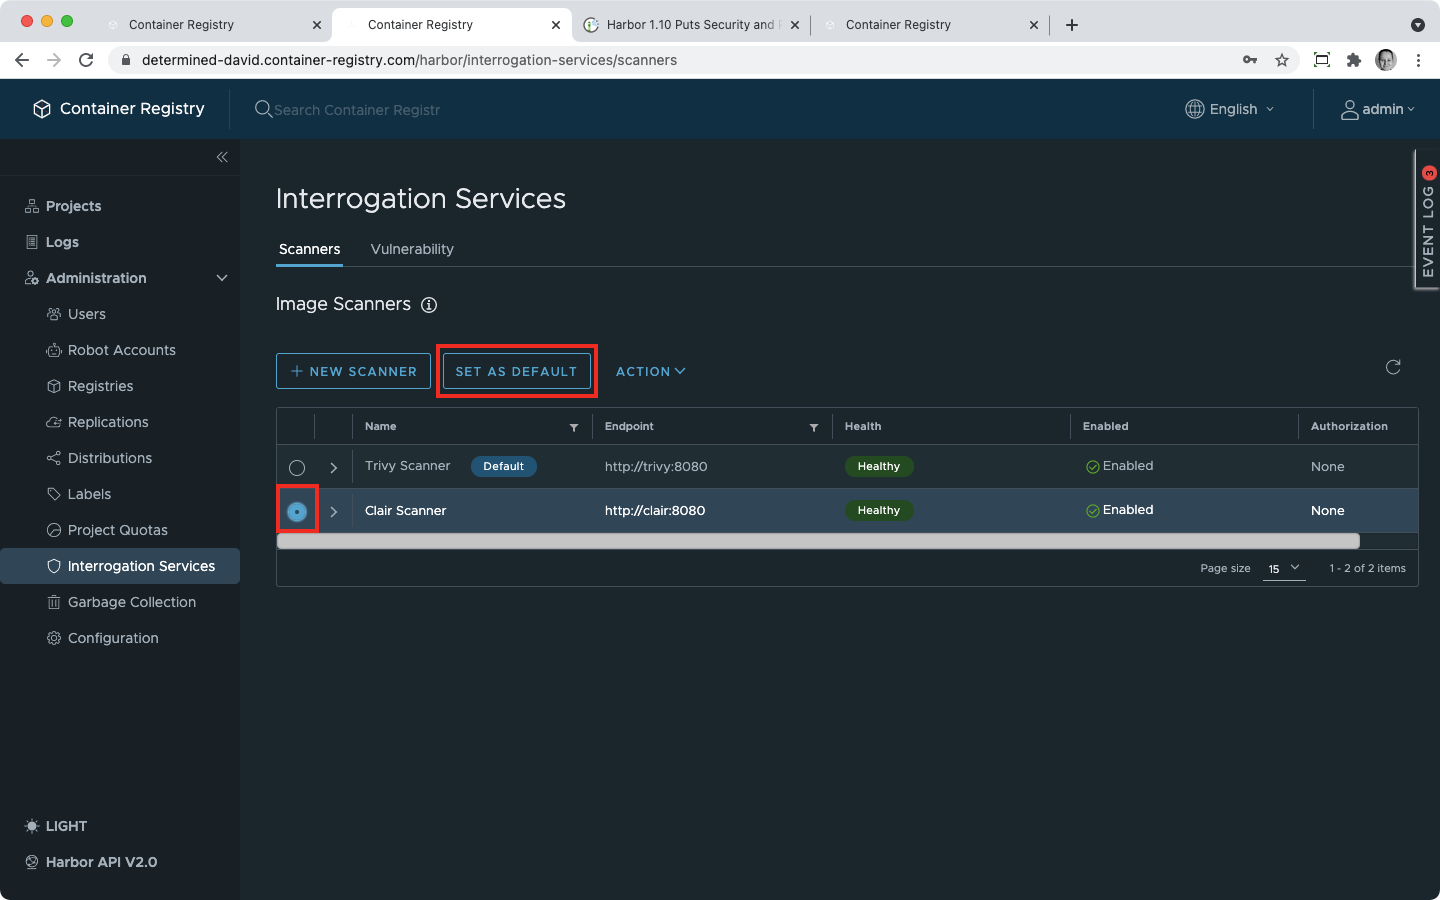 Container Registry
Container Registry
Harbor 1.10 Puts Security and
Container Registry
determined-david.container-registry.com/harbor/interrogation-services/scanners
Container Registry
Search Container Registr
English
admin
EVENT LOG 3
Projects
Logs
Administration
Users
Robot Accounts
Registries
Replications
Distributions
Labels
Project Quotas
Interrogation Services
Garbage Collection
Configuration
LIGHT
Harbor API V2.0
Interrogation Services
Scanners Vulnerability
Image Scanners
+ NEW SCANNER SET AS DEFAULT ACTION
Name Endpoint Health Enabled Authorization
Trivy Scanner Default http://trivy:8080 Healthy Enabled None
Clair Scanner http://clair:8080 Healthy Enabled None
Page size 15 1 - 2 of 2 items